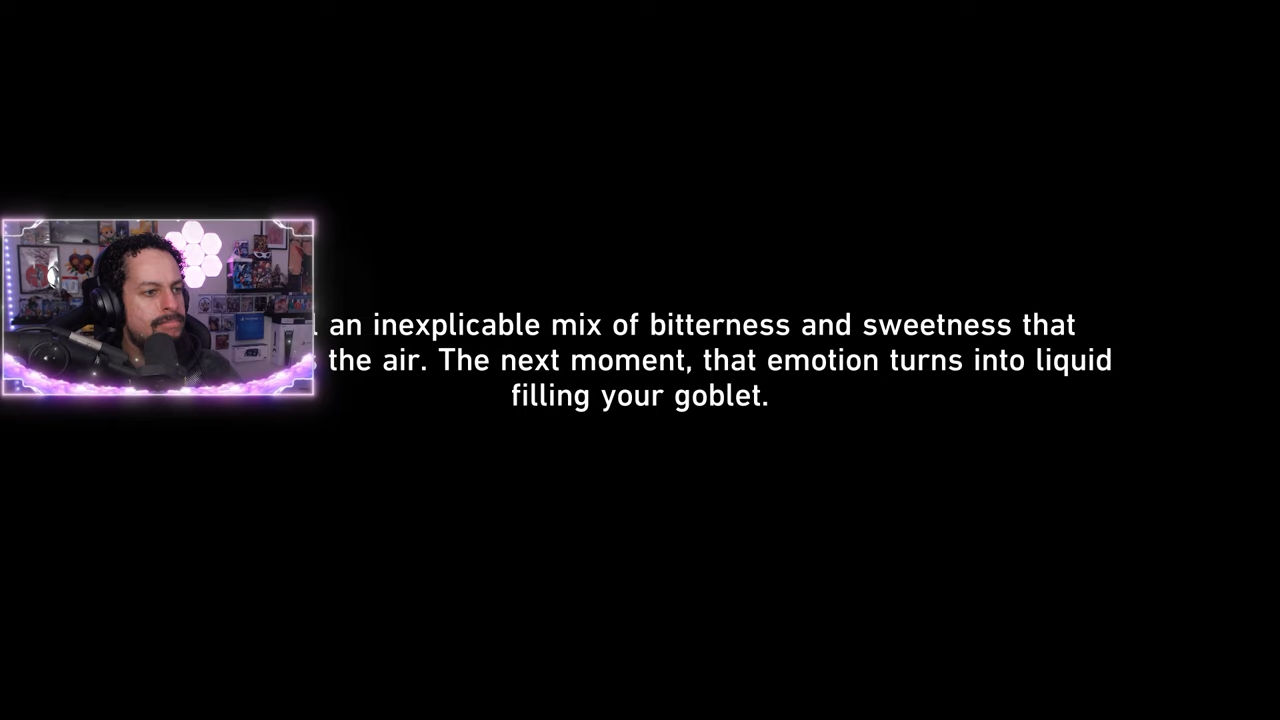 an inexplicable mix of bitterness and sweetness that
the air. The next moment, that emotion turns into liquid
filling your goblet.